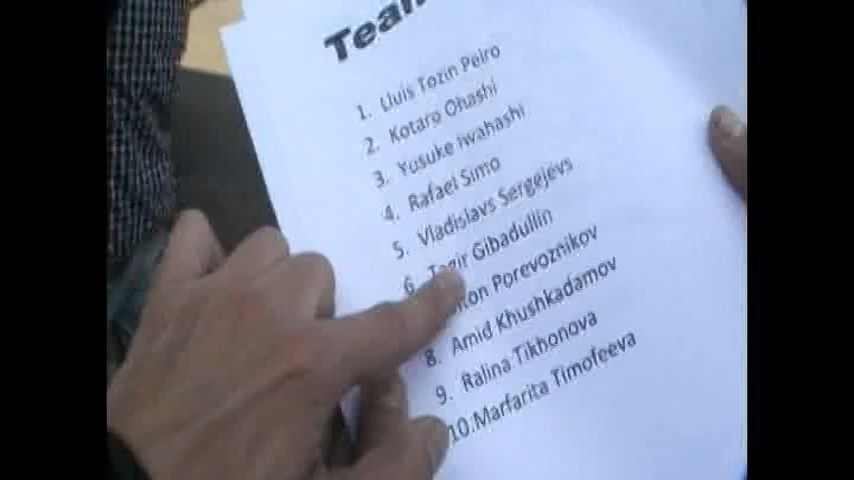 1. Lluis Tozin Peiro
2. Kotaro Ohashi
3. Yusuke Iwahashi
4. Rafael Simo
5. Vladislavs Sergejevs
6. Gibadullin
Porevoznikov
8. Amid Khushkadamov
9. Ralina Tikhonova
10.Marfarita Timofeeva